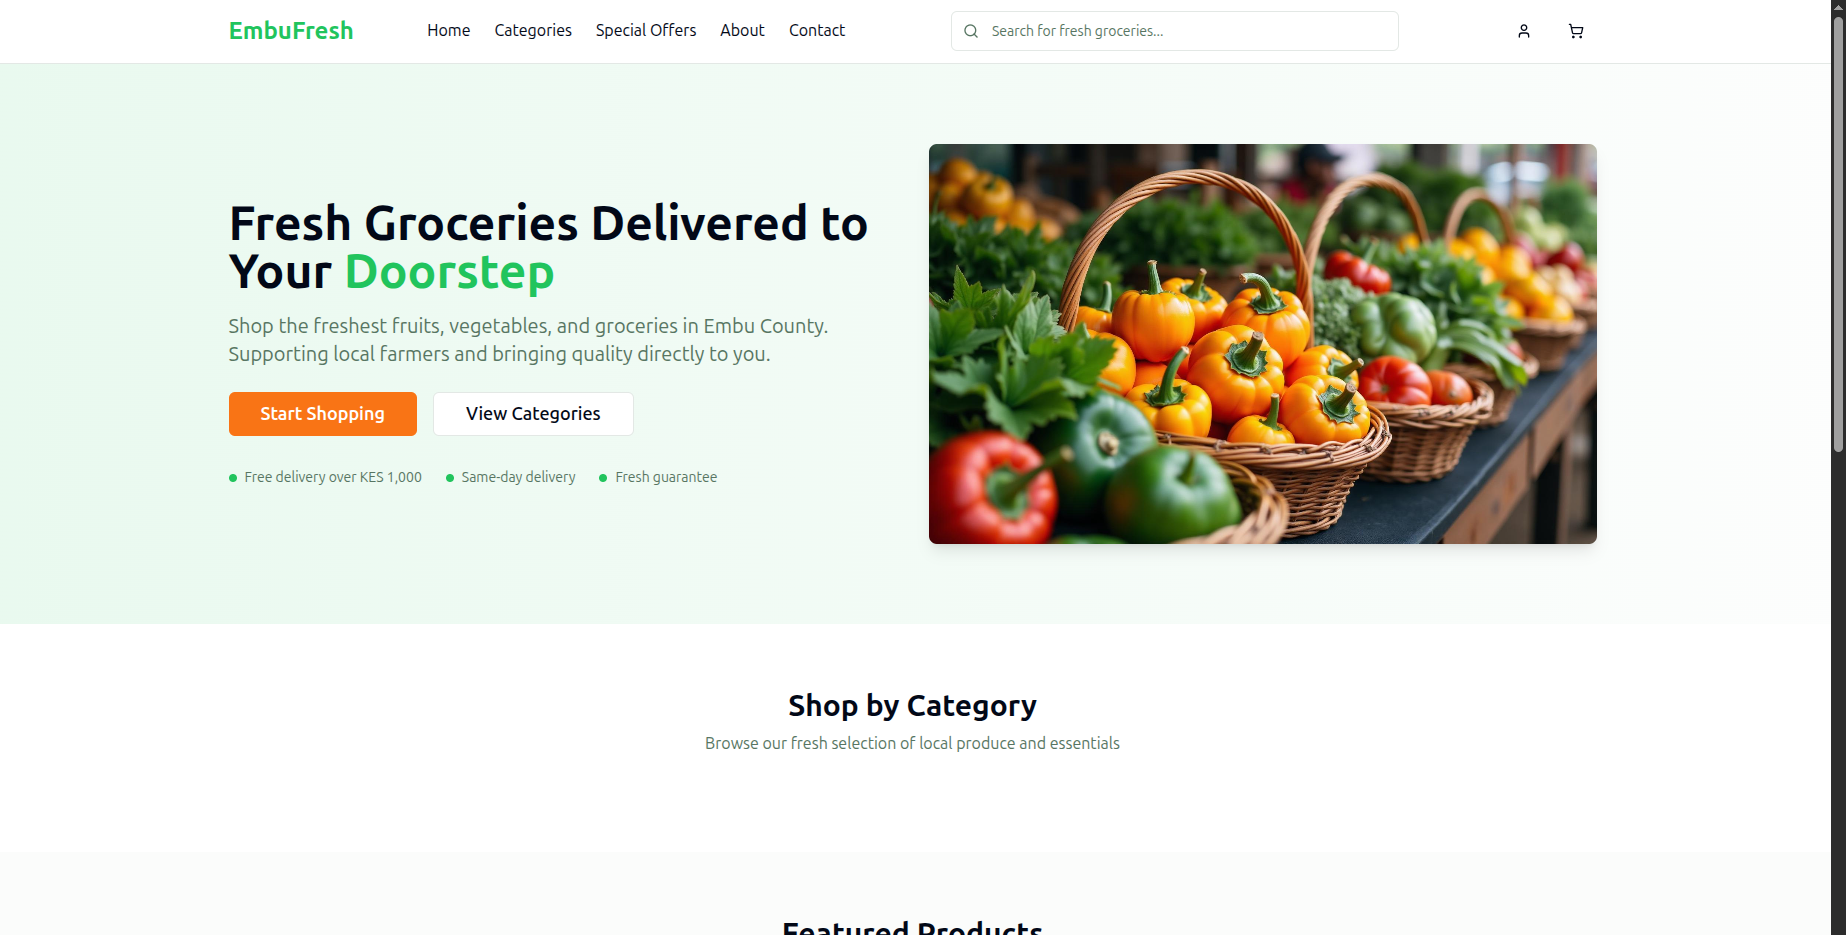 EmbuFresh
Home
Categories
Special Offers
About
Contact
Search for fresh groceries...
Fresh Groceries Delivered to
Your Doorstep
Shop the freshest fruits, vegetables, and groceries in Embu County.
Supporting local farmers and bringing quality directly to you.
Start Shopping
View Categories
Free delivery over KES 1,000
Same-day delivery
Fresh guarantee
Shop by Category
Browse our fresh selection of local produce and essentials
Featured Products